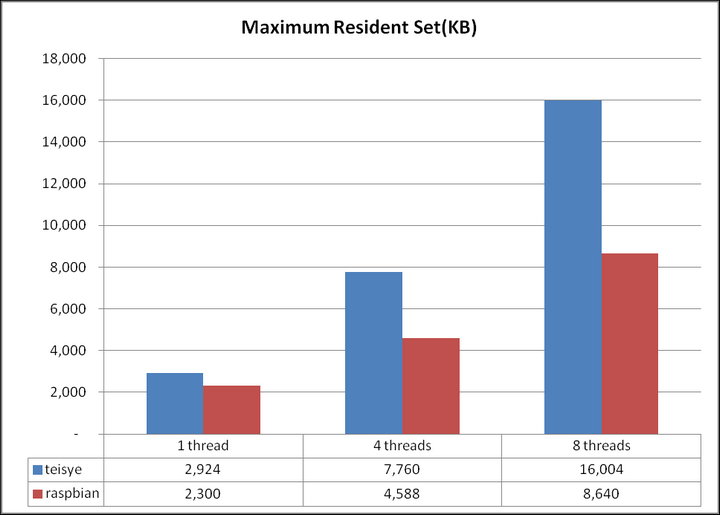 Maximum Resident Set(KB)
18,000
16,000
14,000
12,000
10,000
8,000
6,000
4,000
2,000
-
1 thread 4 threads 8 threads
teisye 2,924 7,760 16,004
raspbian 2,300 4,588 8,640